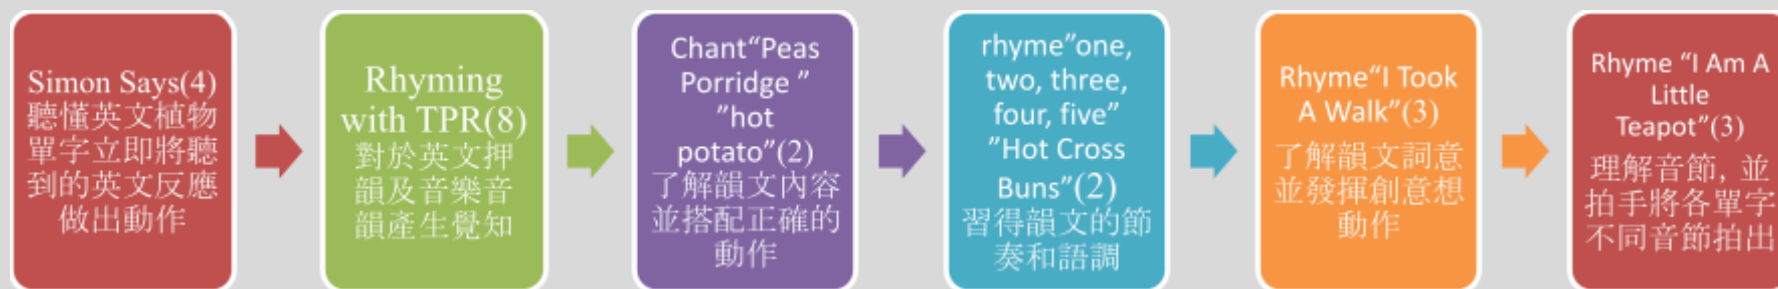 Simon Says(4)
聽懂英文植物
單字立即將聽
到的英文反應
做出動作
Rhyming
with TPR(8)
對於英文押
韻及音樂音
韻產生覺知
Chant“Peas
Porridge ”
”hot
potato”(2)
了解韻文內容
並搭配正確的
動作
rhyme”one,
two, three,
four, five”
”Hot Cross
Buns”(2)
習得韻文的節
奏和語調
Rhyme“I Took
A Walk”(3)
了解韻文詞意
並發揮創意想
動作
Rhyme “I Am A
Little
Teapot”(3)
理解音節, 並
拍手將各單字
不同音節拍出